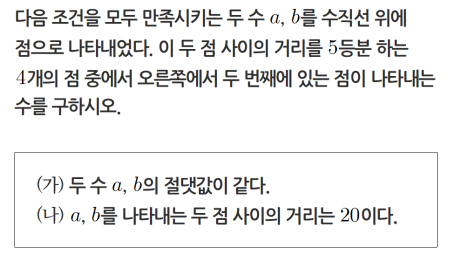 다음 조건을 모두 만족시키는 두 수 a, b를 수직선 위에
점으로 나타내었다. 이 두 점 사이의 거리를 5등분 하는
4개의 점 중에서 오른쪽에서 두 번째에 있는 점이 나타내는
수를 구하시오.
(가) 두 수 a, b의 절댓값이 같다.
(나) a, b를 나타내는 두 점 사이의 거리는 20이다.